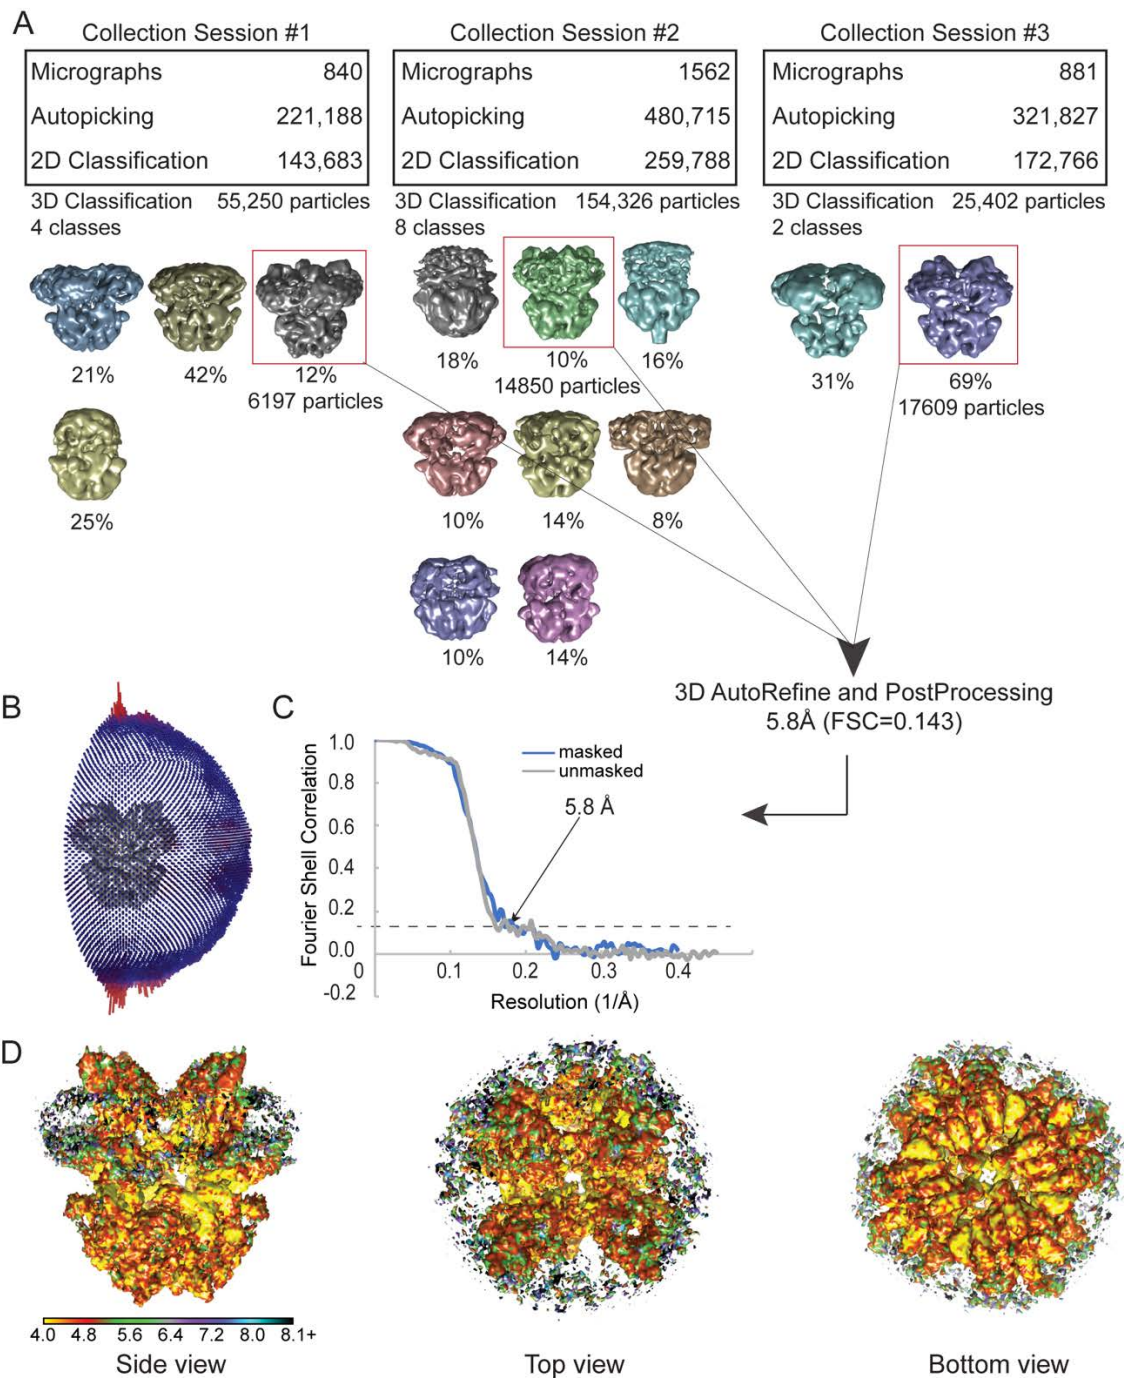 A
Collection Session #1
Micrographs 840
Autopicking 221,188
2D Classification 143,683
3D Classification 55,250 particles
4 classes
21% 42% 12%
6197 particles
25%
Collection Session #2
Micrographs 1562
Autopicking 480,715
2D Classification 259,788
3D Classification 154,326 particles
8 classes
18% 10% 16%
14850 particles
10% 14% 8%
10% 14%
Collection Session #3
Micrographs 881
Autopicking 321,827
2D Classification 172,766
3D Classification 25,402 particles
2 classes
31% 69%
17609 particles
3D AutoRefine and PostProcessing
5.8Å (FSC=0.143)
B
C
Fourier Shell Correlation
1.0
0.8
0.6
0.4
0.2
0.0
-0.2
masked
unmasked
5.8 Å
0 0.1 0.2 0.3 0.4
Resolution (1/Å)
D
4.0 4.8 5.6 6.4 7.2 8.0 8.1+
Side view
Top view
Bottom view